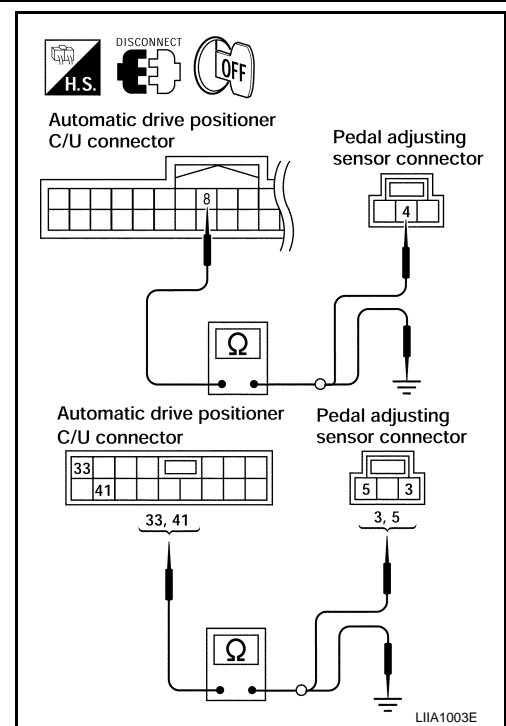 DISCONNECT
H.S.
OFF
Automatic drive positioner
C/U connector
Pedal adjusting
sensor connector
8
4
Ω
Automatic drive positioner
C/U connector
Pedal adjusting
sensor connector
33
41
5 3
33, 41
3, 5
Ω
LIIA1003E